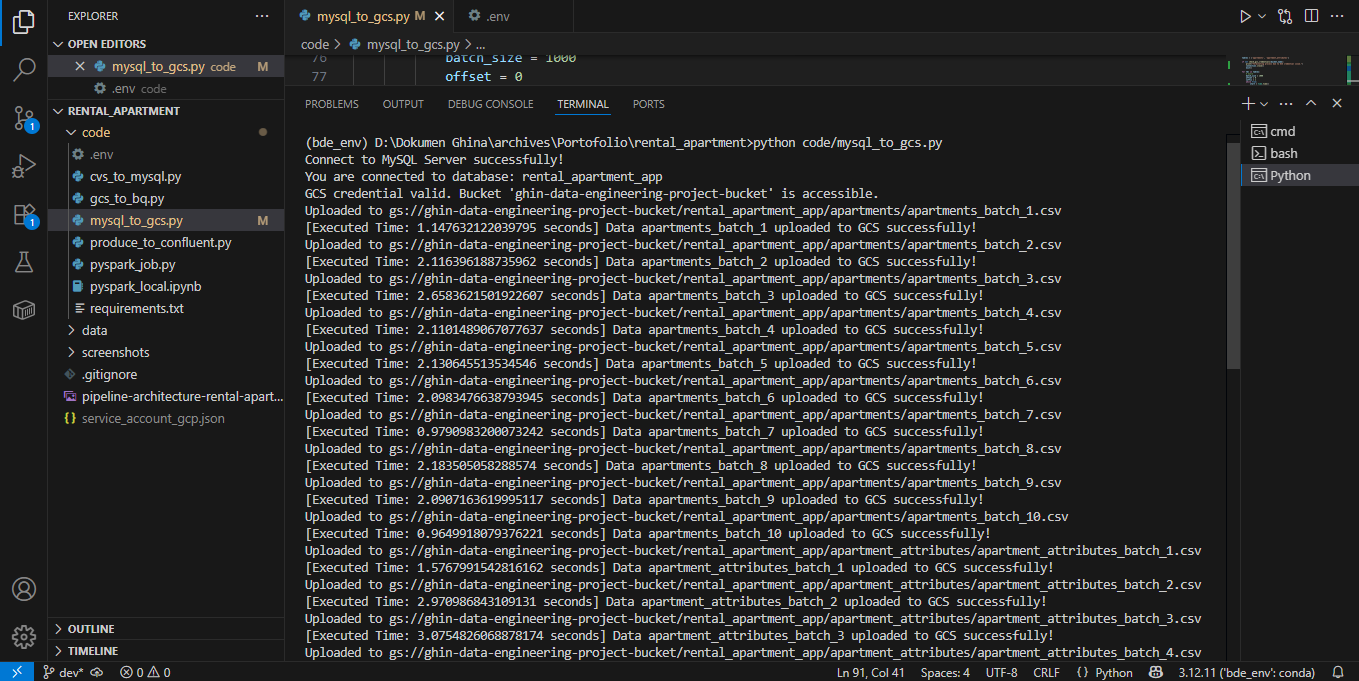 EXPLORER
OPEN EDITORS
mysql_to_gcs.py code M
.env code
RENTAL_APARTMENT
code
.env
cvs_to_mysql.py
gcs_to_bq.py
mysql_to_gcs.py M
produce_to_confluent.py
pyspark_job.py
pyspark_local.ipynb
requirements.txt
data
screenshots
.gitignore
pipeline-architecture-rental-apart...
service_account_gcp.json
OUTLINE
TIMELINE
1
1
mysql_to_gcs.py M
.env
code > mysql_to_gcs.py > ...
76 batch_size = 1000
77 offset = 0
PROBLEMS OUTPUT DEBUG CONSOLE TERMINAL PORTS
cmd
bash
Python
(bde_env) D:\Dokumen Ghina\archives\Portofolio\rental_apartment>python code/mysql_to_gcs.py
Connect to MySQL Server successfully!
You are connected to database: rental_apartment_app
GCS credential valid. Bucket 'ghin-data-engineering-project-bucket' is accessible.
Uploaded to gs://ghin-data-engineering-project-bucket/rental_apartment_app/apartments/apartments_batch_1.csv
[Executed Time: 1.147632122039795 seconds] Data apartments_batch_1 uploaded to GCS successfully!
Uploaded to gs://ghin-data-engineering-project-bucket/rental_apartment_app/apartments/apartments_batch_2.csv
[Executed Time: 2.116396188735962 seconds] Data apartments_batch_2 uploaded to GCS successfully!
Uploaded to gs://ghin-data-engineering-project-bucket/rental_apartment_app/apartments/apartments_batch_3.csv
[Executed Time: 2.6583621501922607 seconds] Data apartments_batch_3 uploaded to GCS successfully!
Uploaded to gs://ghin-data-engineering-project-bucket/rental_apartment_app/apartments/apartments_batch_4.csv
[Executed Time: 2.1101489067077637 seconds] Data apartments_batch_4 uploaded to GCS successfully!
Uploaded to gs://ghin-data-engineering-project-bucket/rental_apartment_app/apartments/apartments_batch_5.csv
[Executed Time: 2.130645513534546 seconds] Data apartments_batch_5 uploaded to GCS successfully!
Uploaded to gs://ghin-data-engineering-project-bucket/rental_apartment_app/apartments/apartments_batch_6.csv
[Executed Time: 2.0983476638793945 seconds] Data apartments_batch_6 uploaded to GCS successfully!
Uploaded to gs://ghin-data-engineering-project-bucket/rental_apartment_app/apartments/apartments_batch_7.csv
[Executed Time: 0.9790983200073242 seconds] Data apartments_batch_7 uploaded to GCS successfully!
Uploaded to gs://ghin-data-engineering-project-bucket/rental_apartment_app/apartments/apartments_batch_8.csv
[Executed Time: 2.183505058288574 seconds] Data apartments_batch_8 uploaded to GCS successfully!
Uploaded to gs://ghin-data-engineering-project-bucket/rental_apartment_app/apartments/apartments_batch_9.csv
[Executed Time: 2.0907163619995117 seconds] Data apartments_batch_9 uploaded to GCS successfully!
Uploaded to gs://ghin-data-engineering-project-bucket/rental_apartment_app/apartments/apartments_batch_10.csv
[Executed Time: 0.9649918079376221 seconds] Data apartments_batch_10 uploaded to GCS successfully!
Uploaded to gs://ghin-data-engineering-project-bucket/rental_apartment_app/apartment_attributes/apartment_attributes_batch_1.csv
[Executed Time: 1.5767991542816162 seconds] Data apartment_attributes_batch_1 uploaded to GCS successfully!
Uploaded to gs://ghin-data-engineering-project-bucket/rental_apartment_app/apartment_attributes/apartment_attributes_batch_2.csv
[Executed Time: 2.970986843109131 seconds] Data apartment_attributes_batch_2 uploaded to GCS successfully!
Uploaded to gs://ghin-data-engineering-project-bucket/rental_apartment_app/apartment_attributes/apartment_attributes_batch_3.csv
[Executed Time: 3.0754826068878174 seconds] Data apartment_attributes_batch_3 uploaded to GCS successfully!
Uploaded to gs://ghin-data-engineering-project-bucket/rental_apartment_app/apartment_attributes/apartment_attributes_batch_4.csv
dev* 0 0 Ln 91, Col 41 Spaces: 4 UTF-8 CRLF {} Python 3.12.11 ('bde_env': conda)